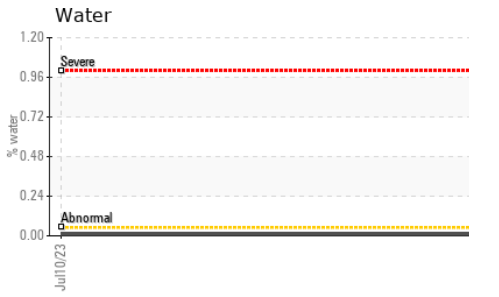 Water
1.20
Severe
0.96
0.72
% water
0.48
0.24
Abnormal
0.00
Jul10/23